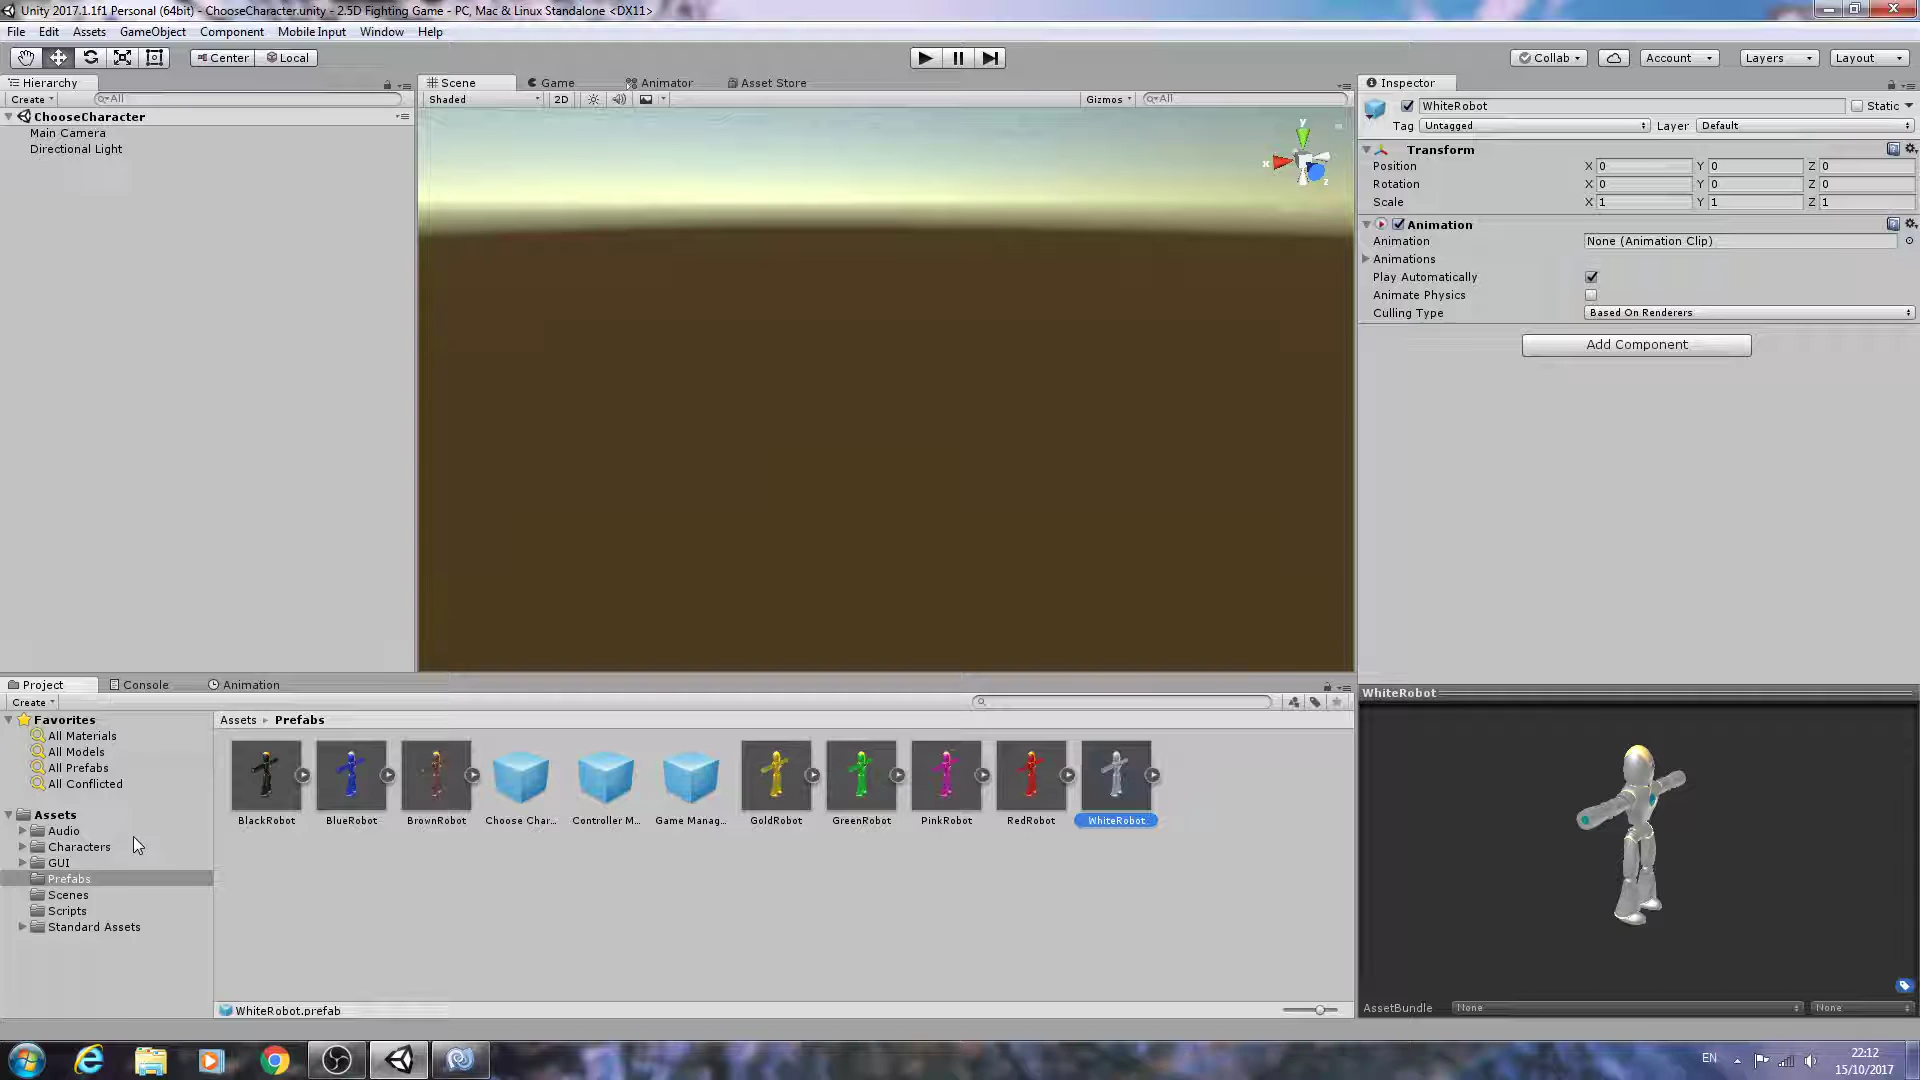 Unity 2017.1.1f1 Personal (64bit) - ChooseCharacter.unity - 2.5D Fighting Game - PC, Mac & Linux Standalone <DX11>
File Edit Assets GameObject Component Mobile Input Window Help
Center Local Collab Account Layers Layout
Hierarchy
Create All
ChooseCharacter
Main Camera
Directional Light
Scene Game Animator Asset Store
Shaded 2D Gizmos All
Inspector
WhiteRobot Static
Tag Untagged Layer Default
Transform
Position X 0 Y 0 Z 0
Rotation X 0 Y 0 Z 0
Scale X 1 Y 1 Z 1
Animation
Animation None (Animation Clip)
Animations
Play Automatically
Animate Physics
Culling Type Based On Renderers
Add Component
y
x
z
Project Console Animation
Create
Favorites
All Materials
All Models
All Prefabs
All Conflicted
Assets
Audio
Characters
GUI
Prefabs
Scenes
Scripts
Standard Assets
Assets Prefabs
BlackRobot BlueRobot BrownRobot Choose Char... Controller M... Game Manag... GoldRobot GreenRobot PinkRobot RedRobot WhiteRobot
WhiteRobot.prefab
WhiteRobot
AssetBundle None None
EN
22:12
15/10/2017